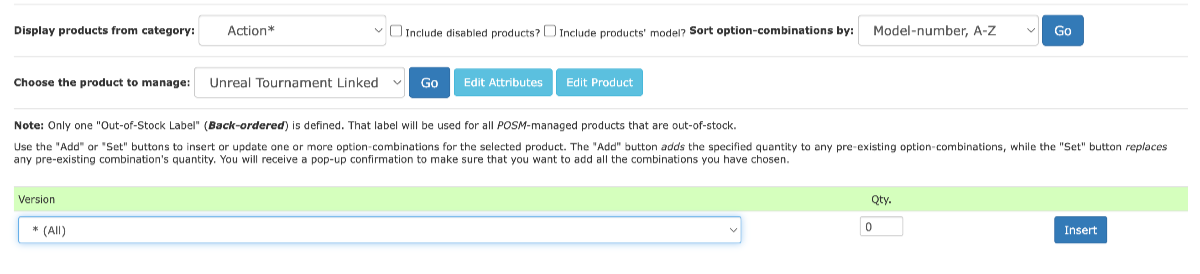 Display products from category: Action* Include disabled products? Include products' model? Sort option-combinations by: Model-number, A-Z Go
Choose the product to manage: Unreal Tournament Linked Go Edit Attributes Edit Product
Note: Only one "Out-of-Stock Label" (Back-ordered) is defined. That label will be used for all POSM-managed products that are out-of-stock.
Use the "Add" or "Set" buttons to insert or update one or more option-combinations for the selected product. The "Add" button adds the specified quantity to any pre-existing option-combinations, while the "Set" button replaces
any pre-existing combination's quantity. You will receive a pop-up confirmation to make sure that you want to add all the combinations you have chosen.
Version Qty.
* (All) 0 Insert